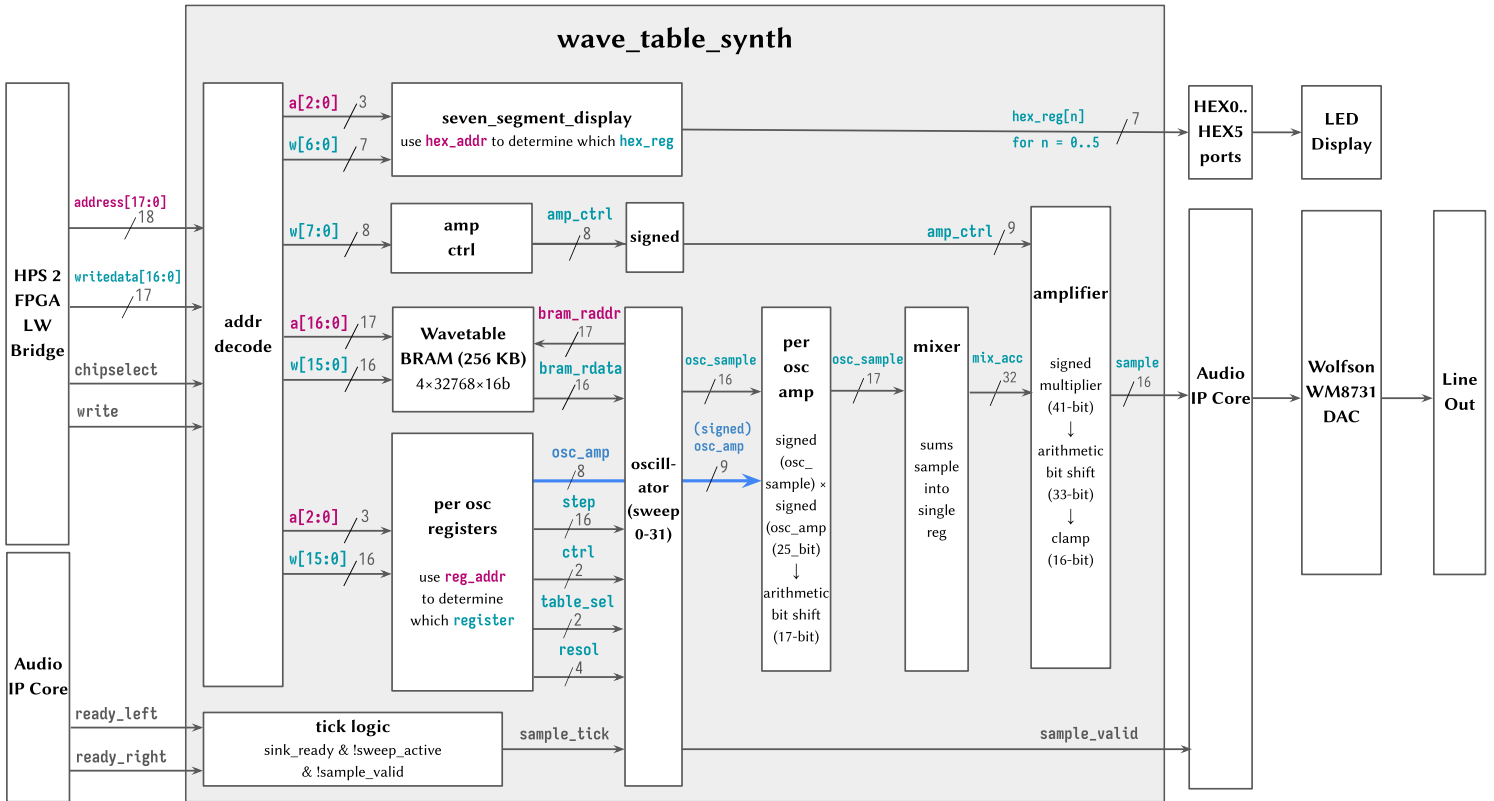 wave_table_synth
HPS 2
FPGA
LW
Bridge
address[17:0]
18
writedata[16:0]
17
chipselect
write
addr
decode
a[2:0]
3
w[6:0]
7
seven_segment_display
use hex_addr to determine which hex_reg
hex_reg[n]
for n = 0..5
7
HEX0..
HEX5
ports
LED
Display
w[7:0]
8
amp
ctrl
amp_ctrl
8
signed
amp_ctrl
9
a[16:0]
17
w[15:0]
16
Wavetable
BRAM (256 KB)
4×32768×16b
bram_raddr
17
bram_rdata
16
a[2:0]
3
w[15:0]
16
per osc
registers
use reg_addr
to determine
which register
osc_amp
8
step
16
ctrl
2
table_sel
2
resol
4
oscill-
ator
(sweep
0-31)
osc_sample
16
(signed)
osc_amp
9
per
osc
amp
signed
(osc_
sample) ×
signed
(osc_amp
(25_bit)
↓
arithmetic
bit shift
(17-bit)
osc_sample
17
mixer
sums
sample
into
single
reg
mix_acc
32
amplifier
signed
multiplier
(41-bit)
↓
arithmetic
bit shift
(33-bit)
↓
clamp
(16-bit)
sample
16
Audio
IP Core
Wolfson
WM8731
DAC
Line
Out
Audio
IP Core
ready_left
ready_right
tick logic
sink_ready & !sweep_active
& !sample_valid
sample_tick
sample_valid